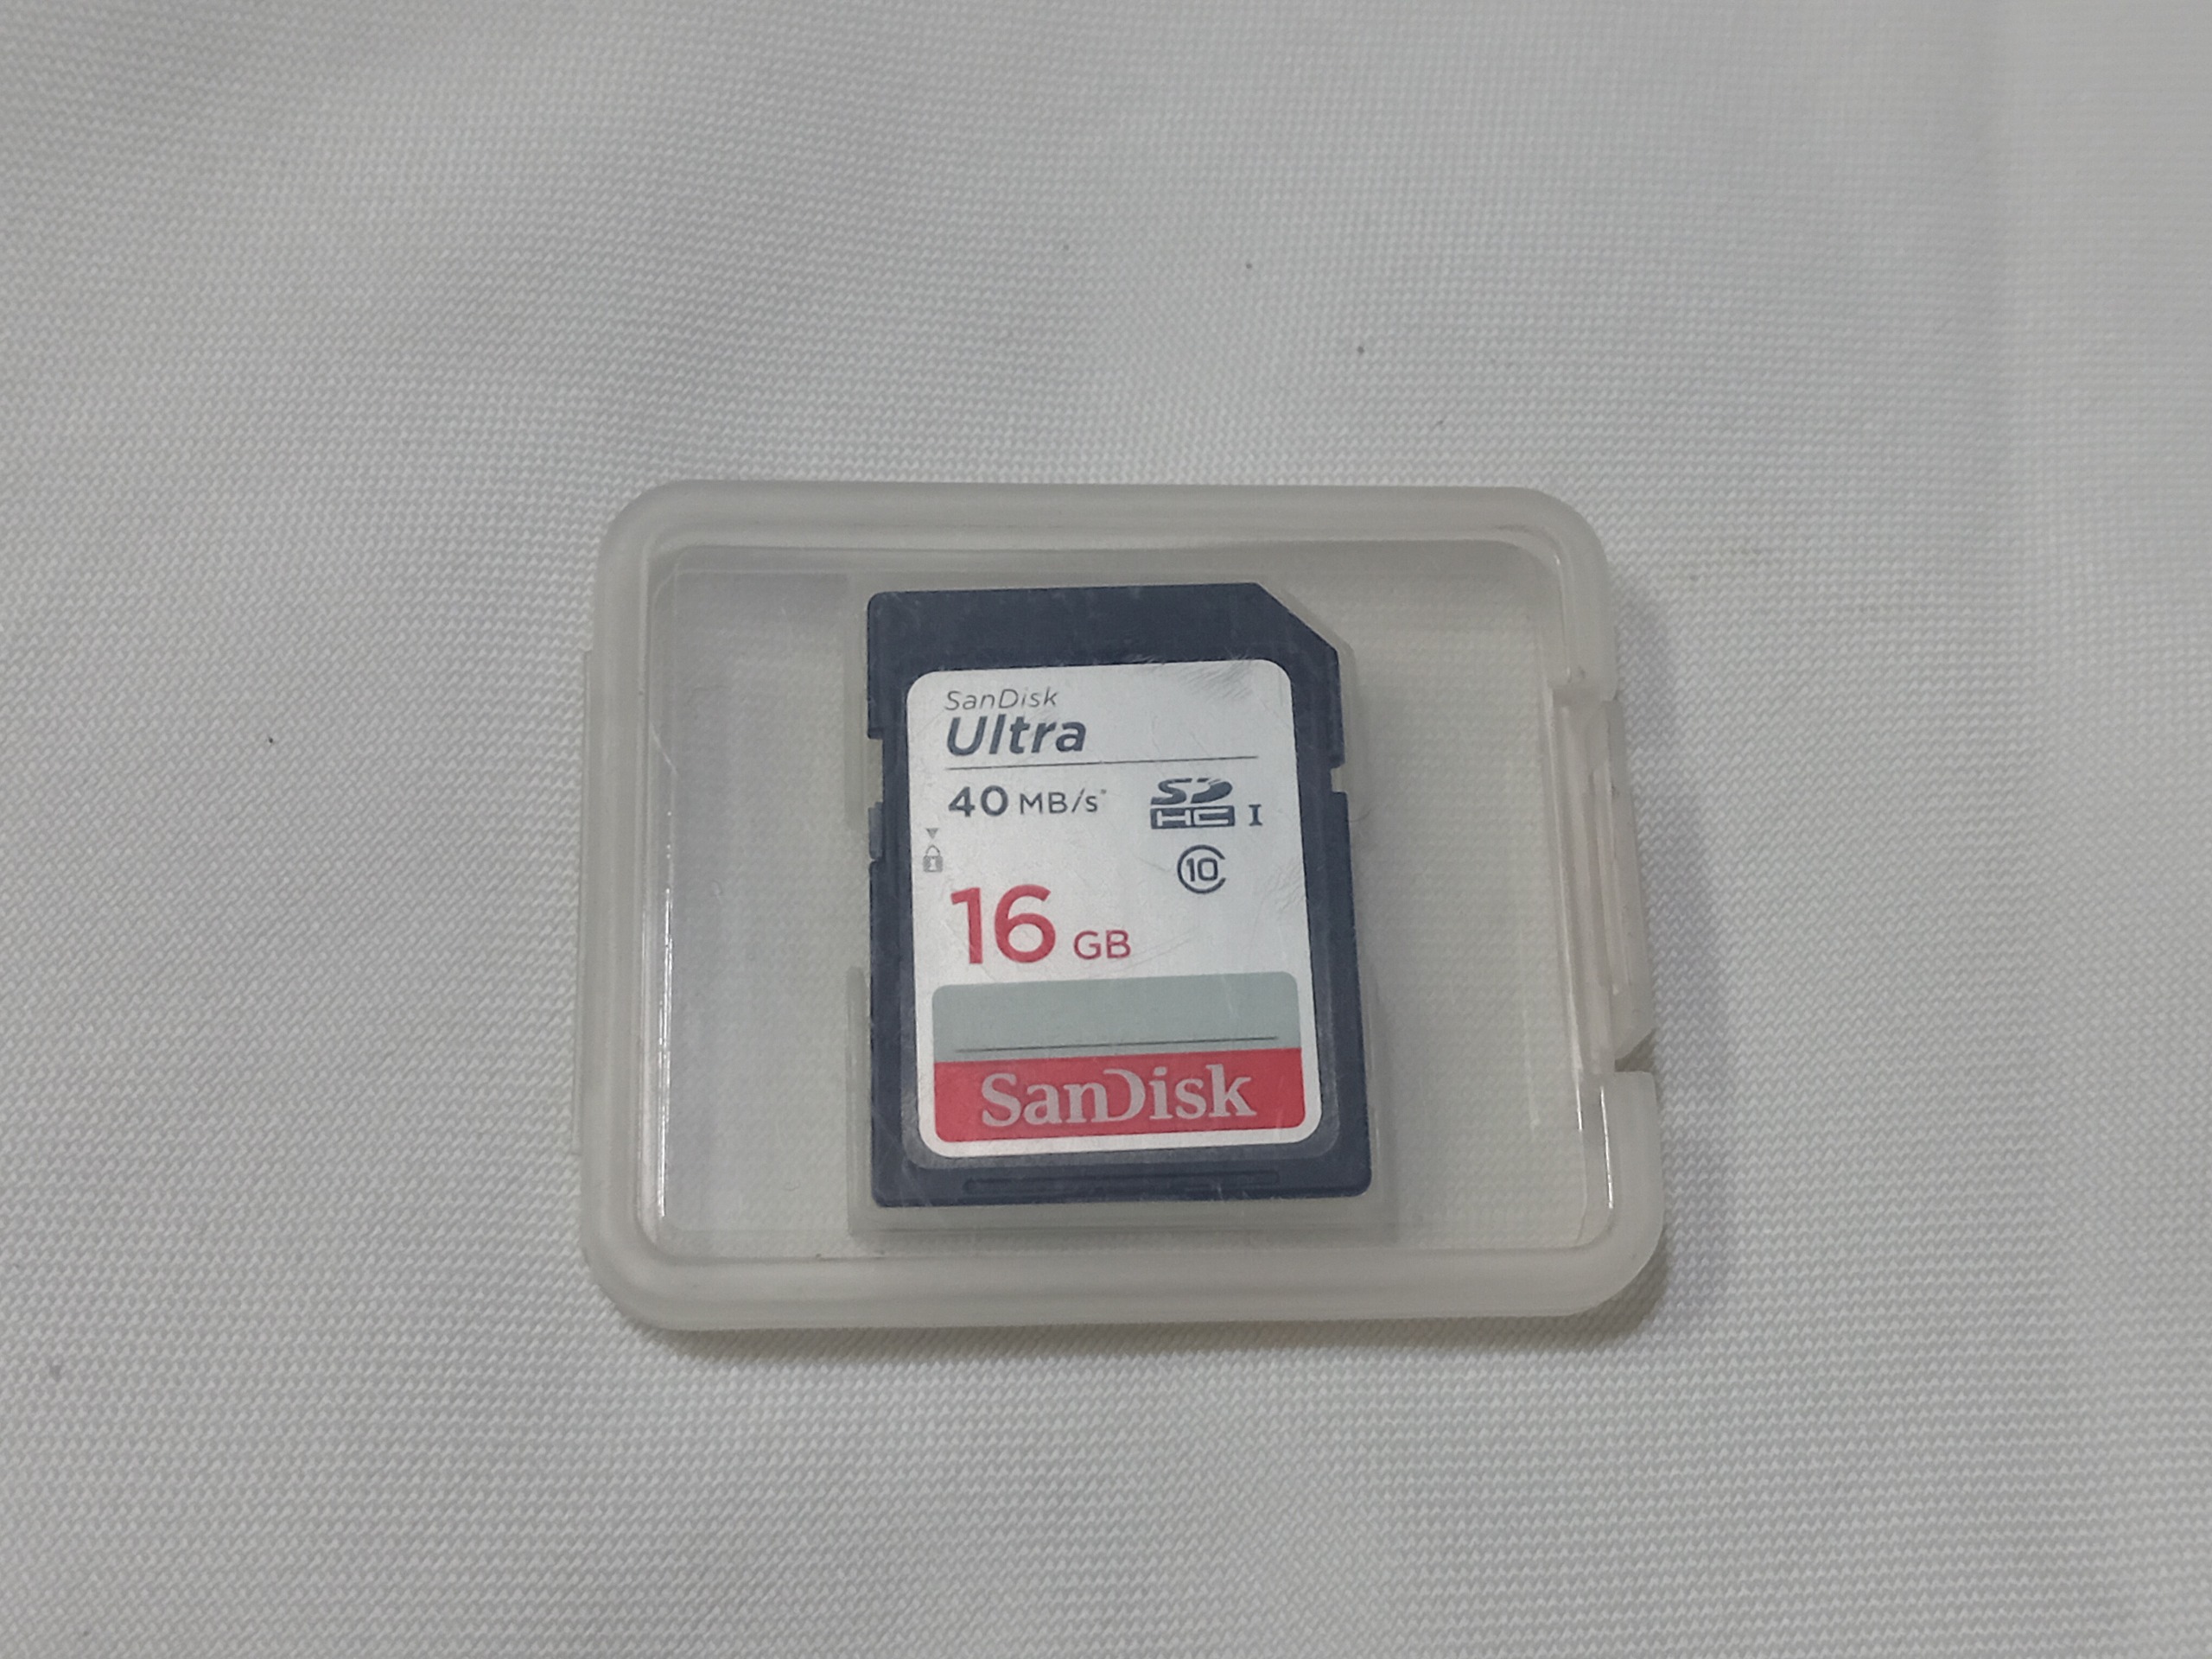 SanDisk
Ultra
40 MB/s*
SD HC I
10
16 GB
SanDisk